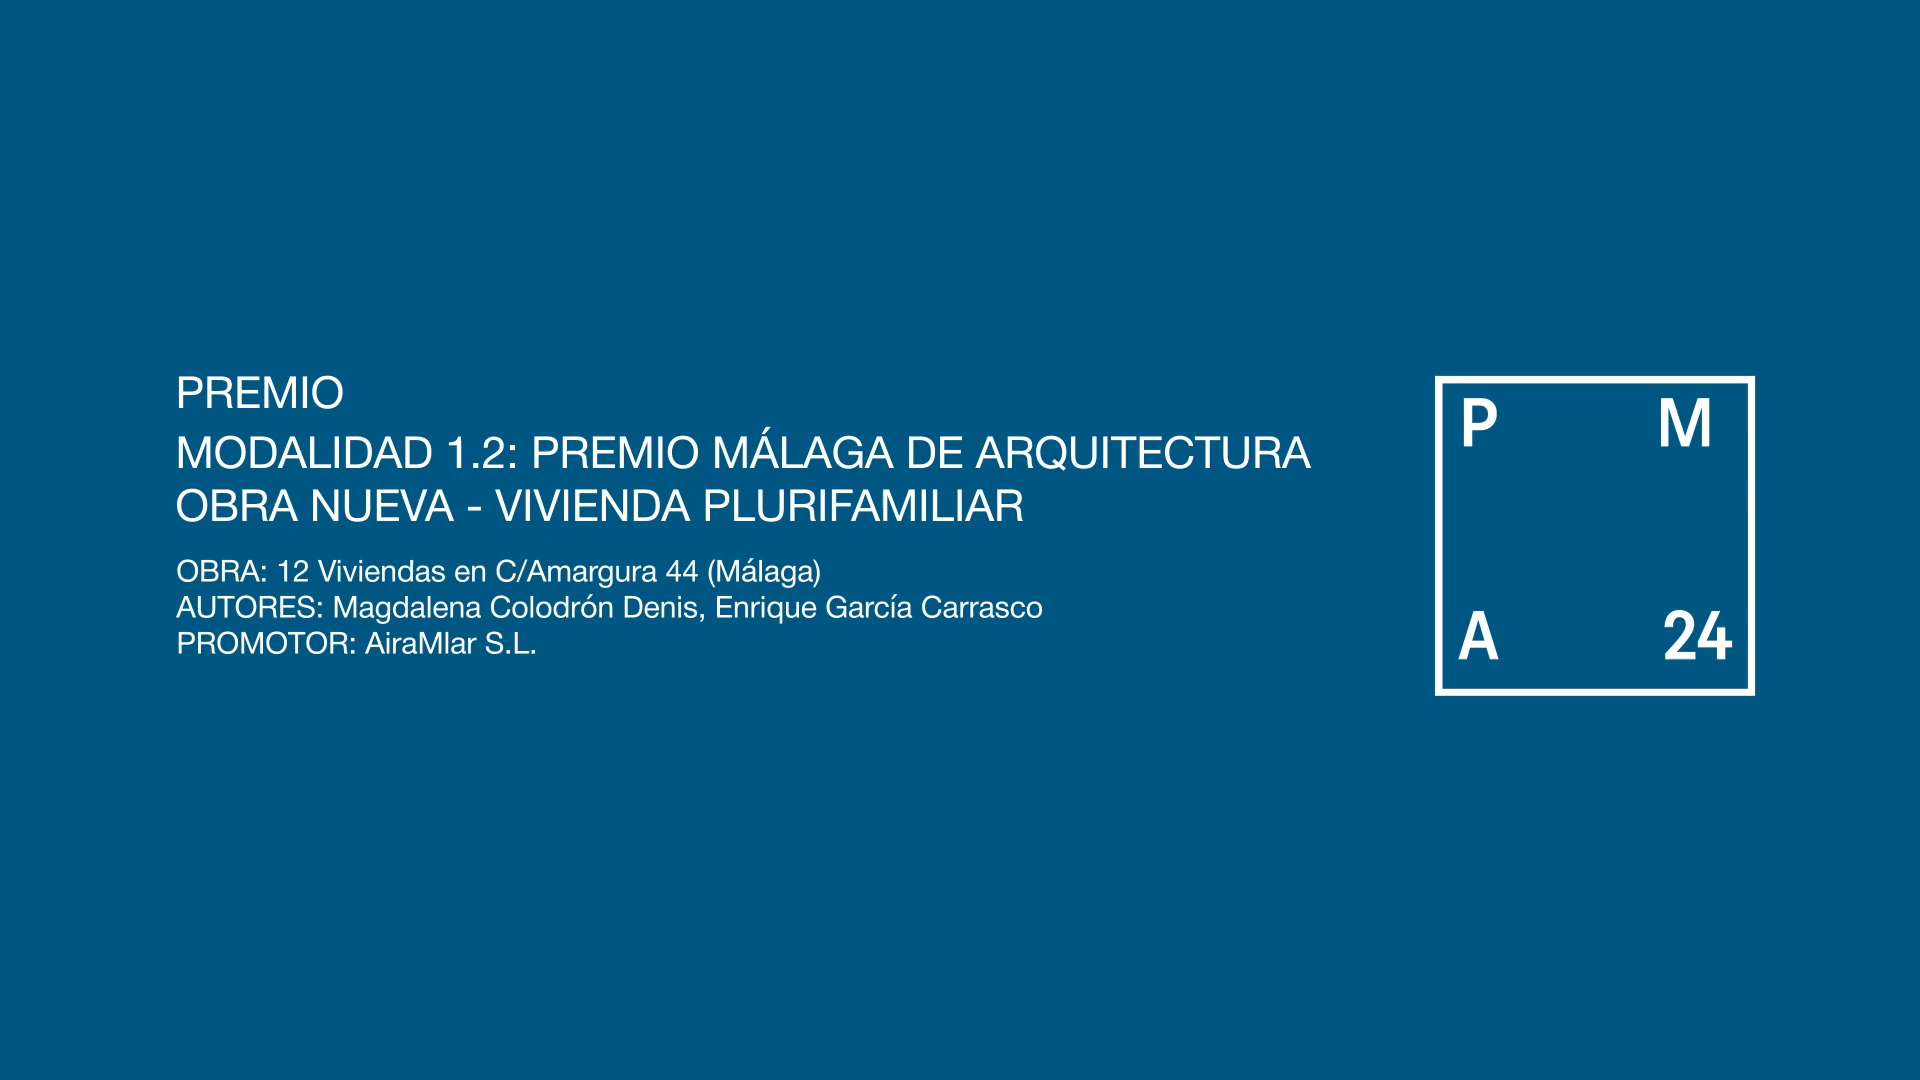 PREMIO
MODALIDAD 1.2: PREMIO MÁLAGA DE ARQUITECTURA
OBRA NUEVA - VIVIENDA PLURIFAMILIAR
OBRA: 12 Viviendas en C/Amargura 44 (Málaga)
AUTORES: Magdalena Colodrón Denis, Enrique García Carrasco
PROMOTOR: AiraMlar S.L.
P M
A 24